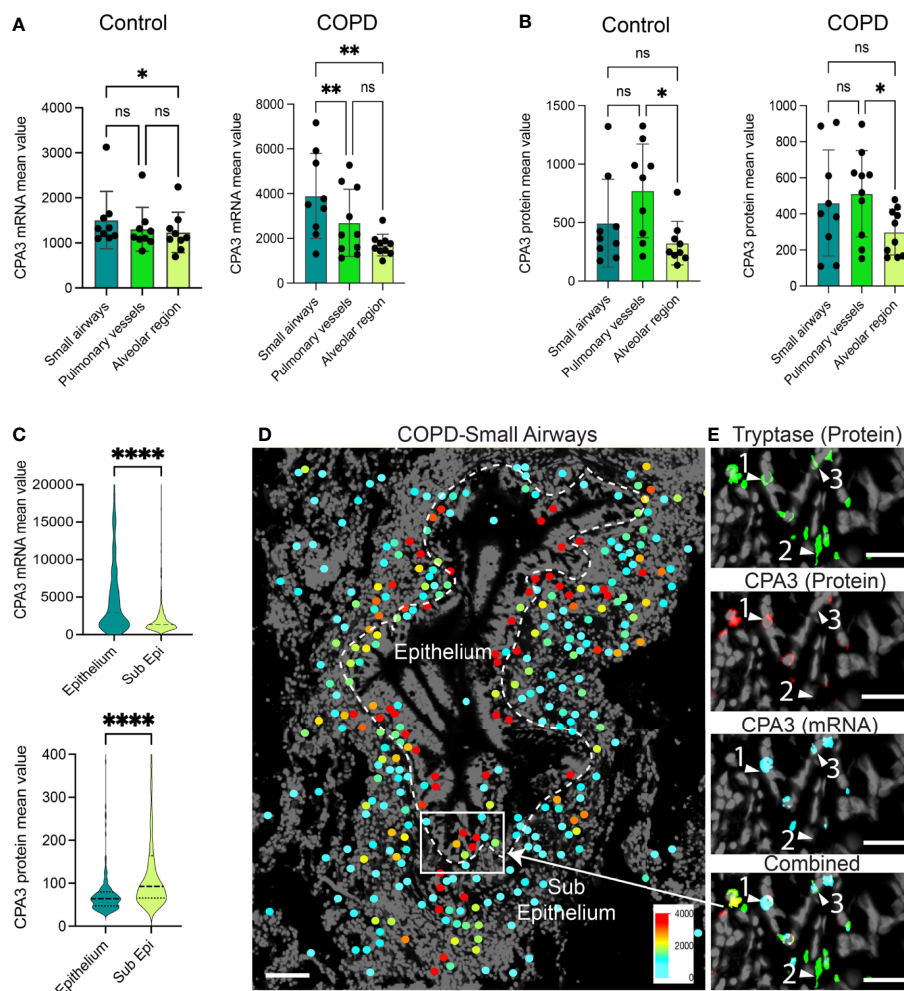 A
Control
COPD
CPA3 mRNA mean value
4000
3000
2000
1000
0
*
ns
ns
Small airways
Pulmonary vessels
Alveolar region
CPA3 mRNA mean value
8000
6000
4000
2000
0
**
**
ns
Small airways
Pulmonary vessels
Alveolar region
B
Control
COPD
CPA3 protein mean value
1500
1000
500
0
ns
ns
*
Small airways
Pulmonary vessels
Alveolar region
CPA3 protein mean value
1000
800
600
400
200
0
ns
ns
*
Small airways
Pulmonary vessels
Alveolar region
C
****
CPA3 mRNA mean value
20000
15000
10000
5000
0
Epithelium
Sub Epi
****
CPA3 protein mean value
400
300
200
100
0
Epithelium
Sub Epi
D
COPD-Small Airways
Epithelium
Sub
Epithelium
4000
2000
0
E
Tryptase (Protein)
1
3
2
CPA3 (Protein)
1
3
2
CPA3 (mRNA)
1
3
2
Combined
1
3
2